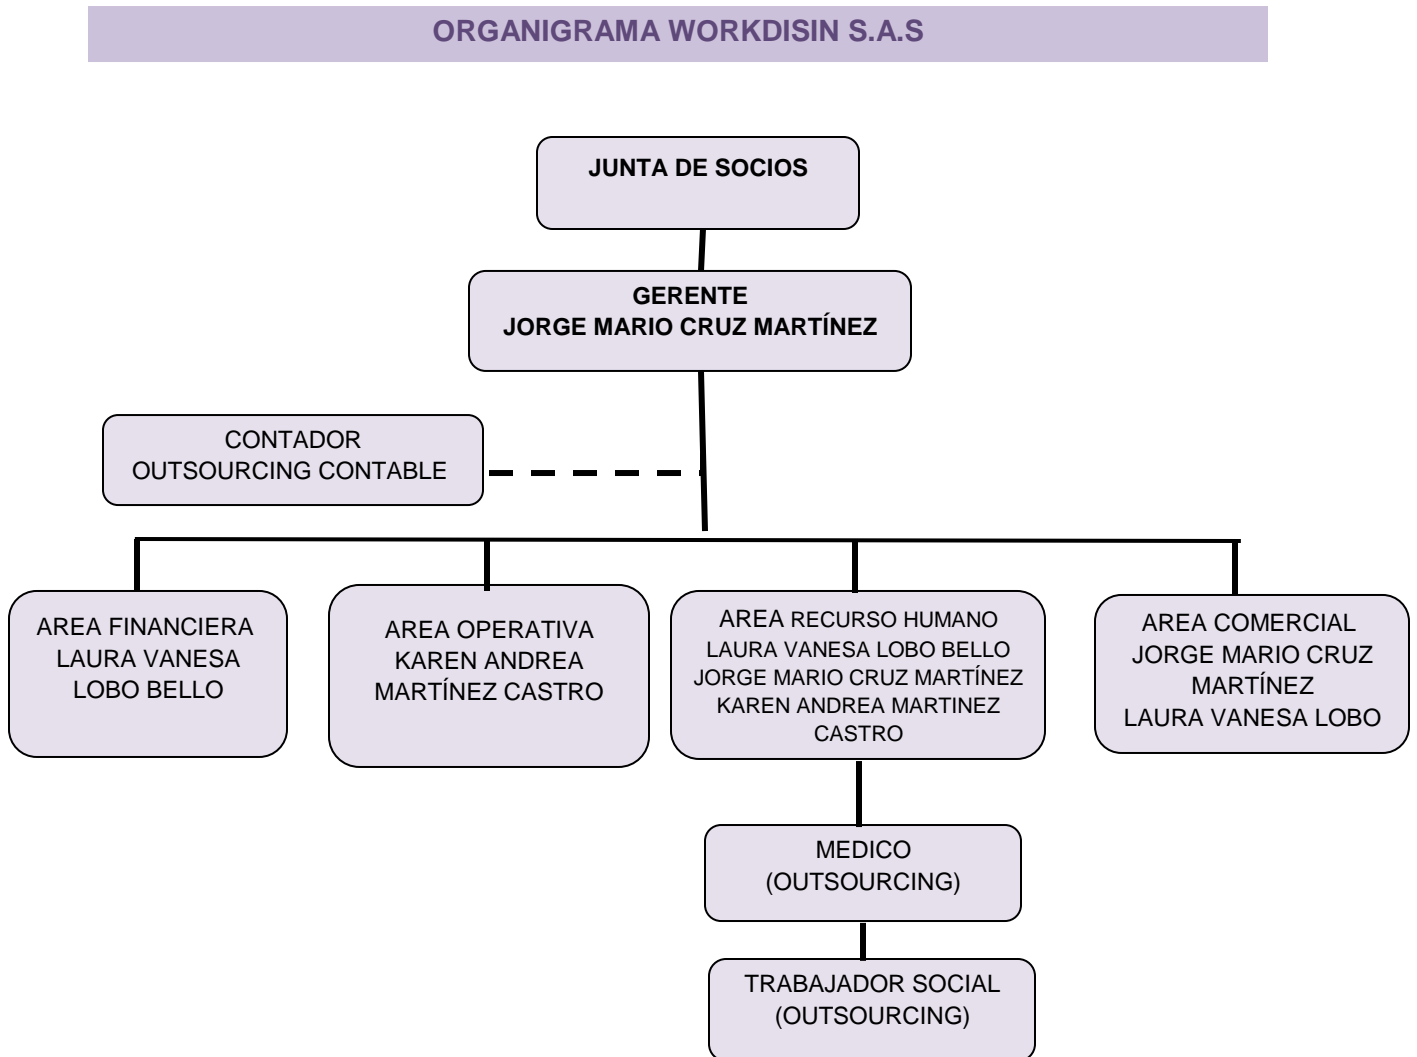 ORGANIGRAMA WORKDISIN S.A.S
JUNTA DE SOCIOS
GERENTE
JORGE MARIO CRUZ MARTÍNEZ
CONTADOR
OUTSOURCING CONTABLE
AREA FINANCIERA
LAURA VANESA
LOBO BELLO
AREA OPERATIVA
KAREN ANDREA
MARTÍNEZ CASTRO
AREA RECURSO HUMANO
LAURA VANESA LOBO BELLO
JORGE MARIO CRUZ MARTÍNEZ
KAREN ANDREA MARTINEZ
CASTRO
AREA COMERCIAL
JORGE MARIO CRUZ
MARTÍNEZ
LAURA VANESA LOBO
MEDICO
(OUTSOURCING)
TRABAJADOR SOCIAL
(OUTSOURCING)